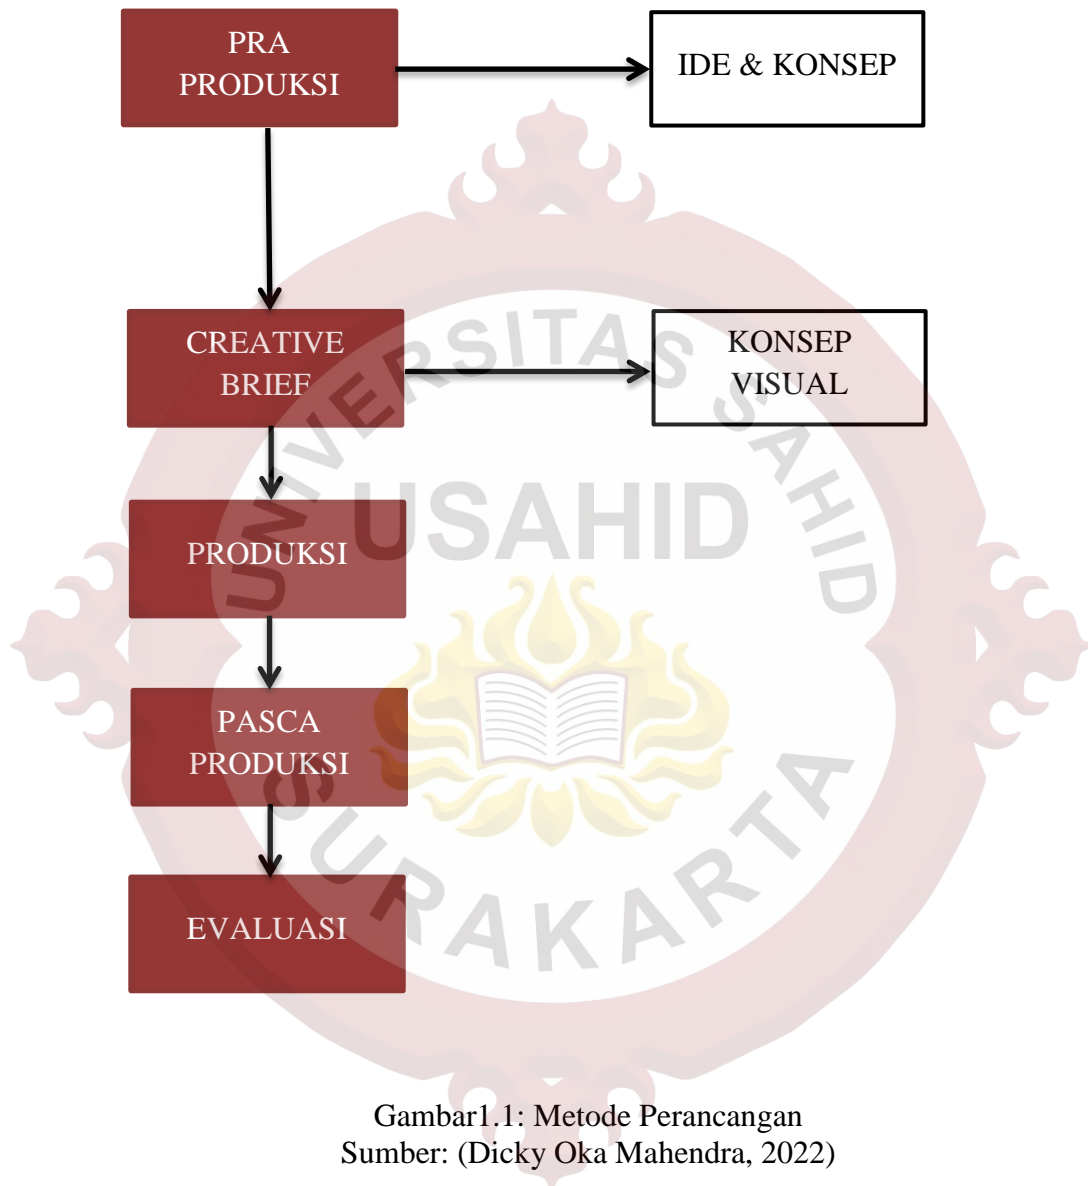 PRA
PRODUKSI
IDE & KONSEP
CREATIVE
BRIEF
KONSEP
VISUAL
PRODUKSI
PASCA
PRODUKSI
EVALUASI
UNIVERSITAS SAHID
USAHID
SURAKARTA
Gambar1.1: Metode Perancangan
Sumber: (Dicky Oka Mahendra, 2022)